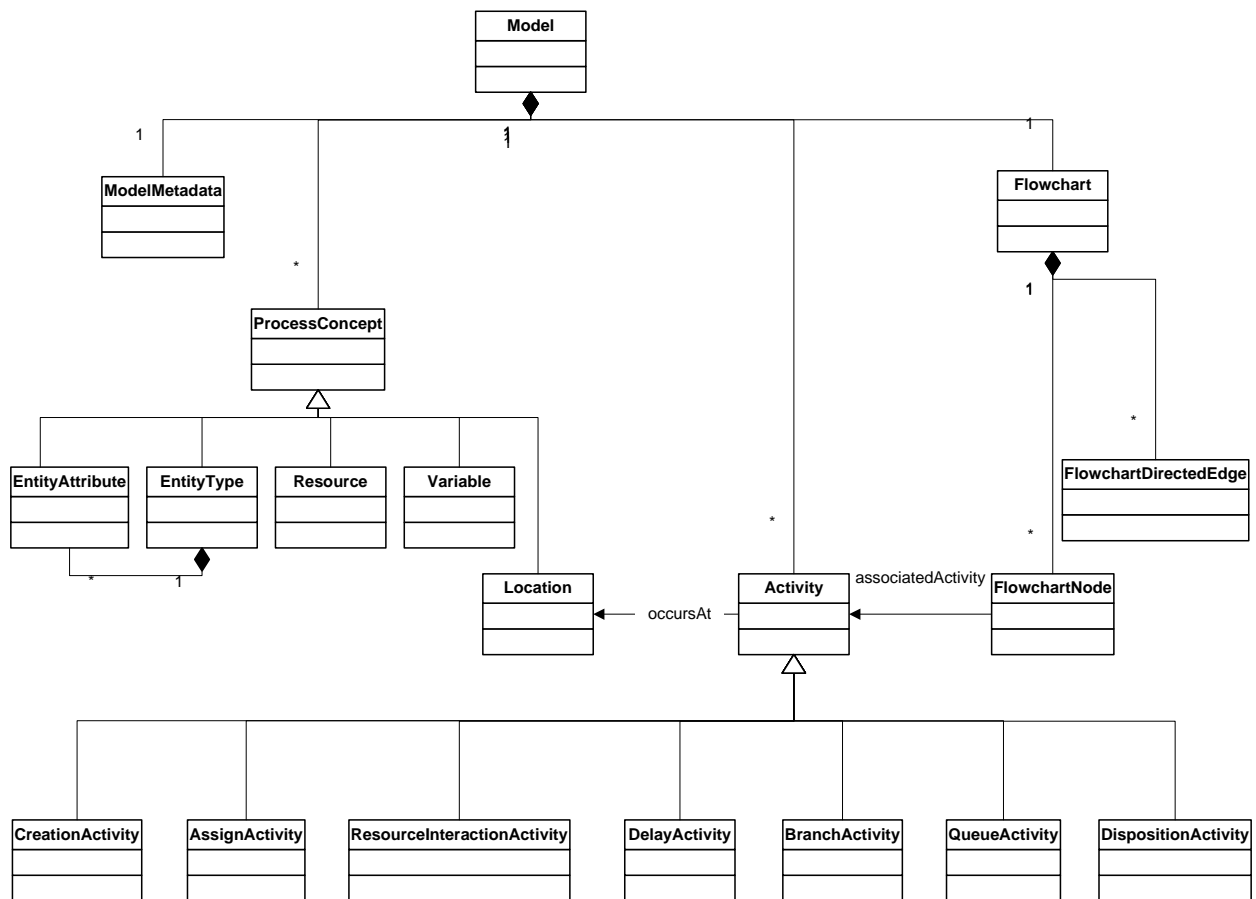 Model
1
1
1
1
ModelMetadata
Flowchart
*
1
1
ProcessConcept
*
EntityAttribute
EntityType
Resource
Variable
FlowchartDirectedEdge
*
*
*
1
Location
occursAt
Activity
associatedActivity
FlowchartNode
CreationActivity
AssignActivity
ResourceInteractionActivity
DelayActivity
BranchActivity
QueueActivity
DispositionActivity